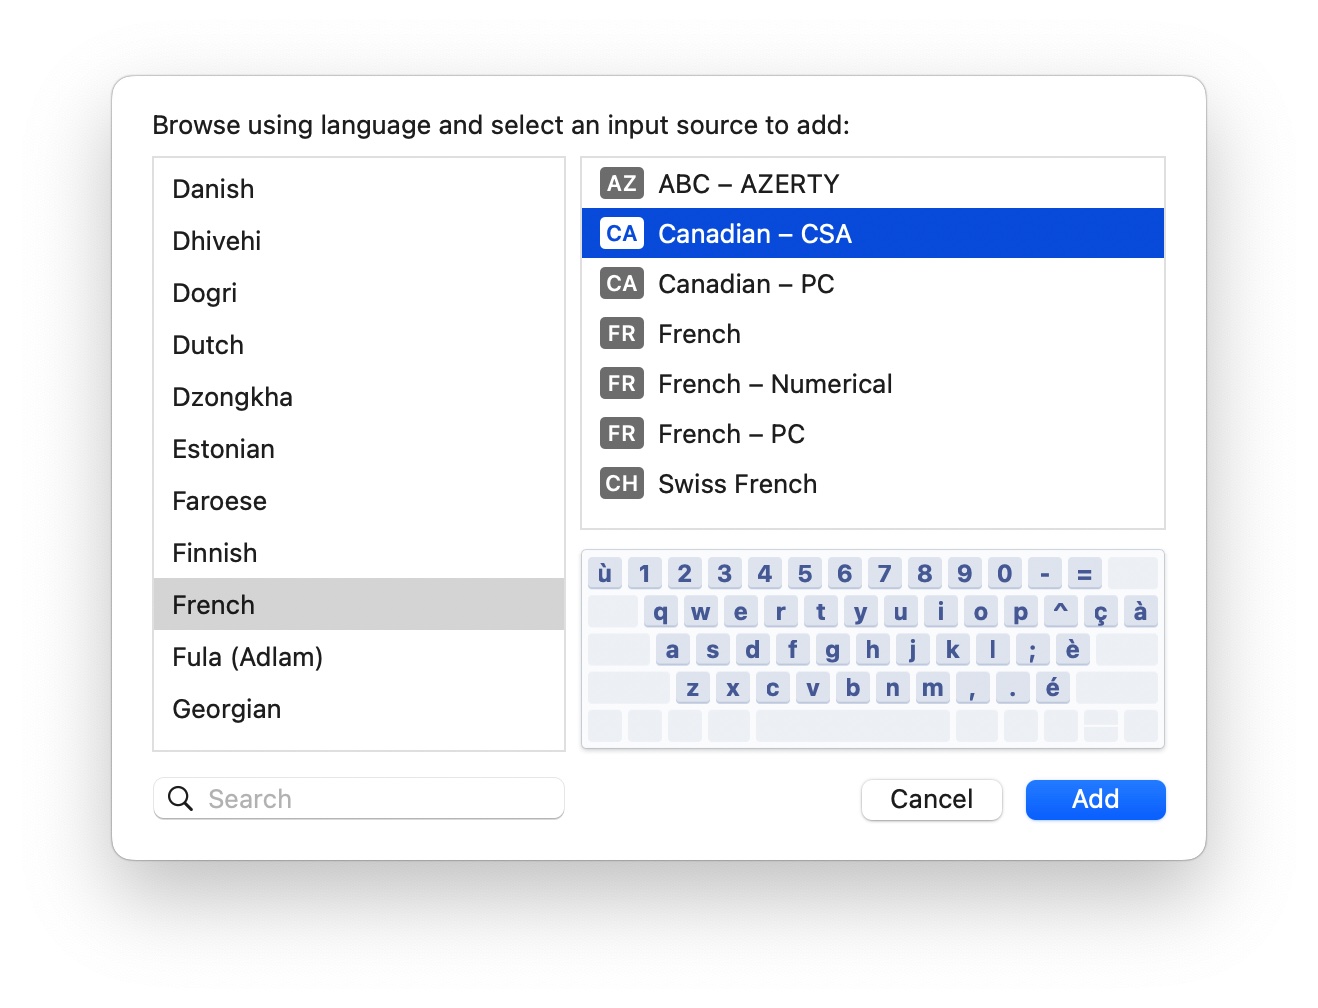 Browse using language and select an input source to add:
Danish
Dhivehi
Dogri
Dutch
Dzongkha
Estonian
Faroese
Finnish
French
Fula (Adlam)
Georgian
Search
AZ ABC – AZERTY
CA Canadian – CSA
CA Canadian – PC
FR French
FR French – Numerical
FR French – PC
CH Swiss French
ù 1 2 3 4 5 6 7 8 9 0 - =
q w e r t y u i o p ^ ç à
a s d f g h j k l ; è
z x c v b n m , . é
Cancel
Add